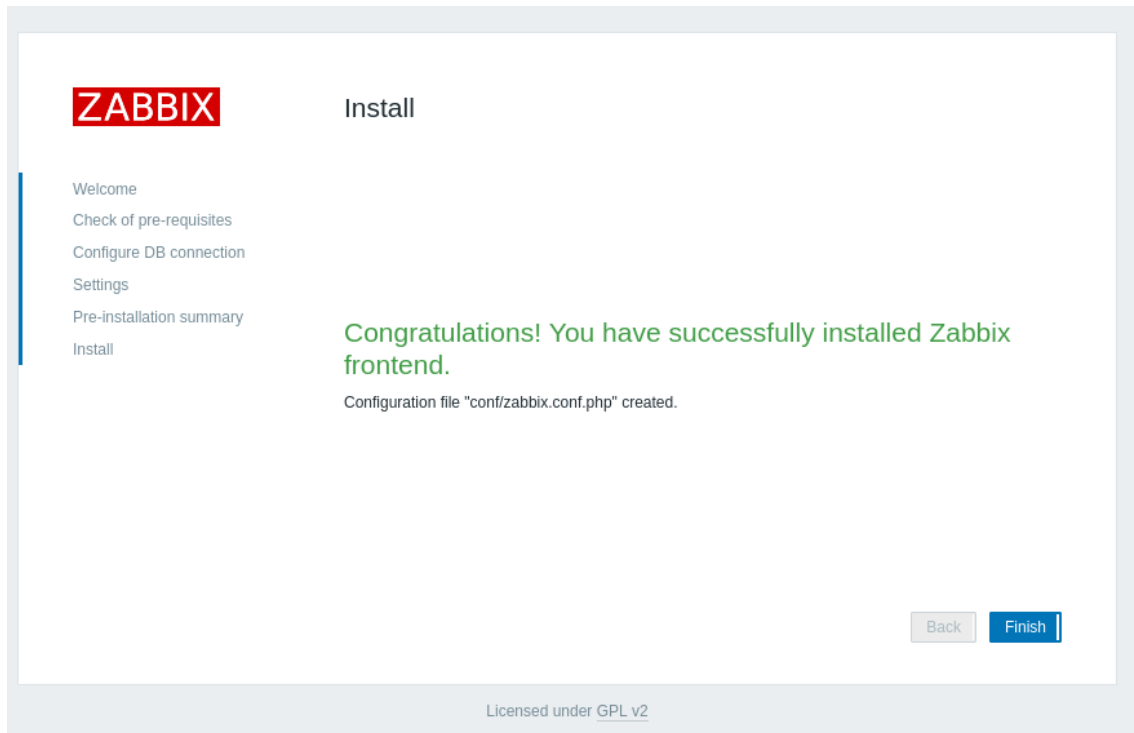 ZABBIX
Install
Welcome
Check of pre-requisites
Configure DB connection
Settings
Pre-installation summary
Install
Congratulations! You have successfully installed Zabbix
frontend.
Configuration file "conf/zabbix.conf.php" created.
Back
Finish
Licensed under GPL v2